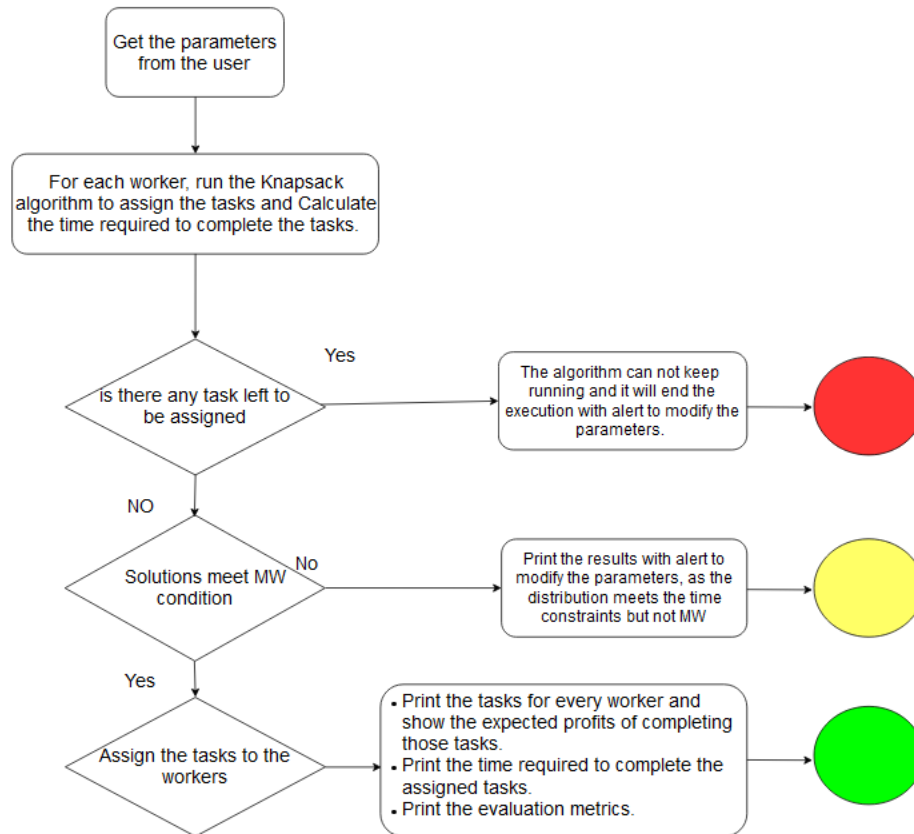 Get the parameters
from the user
For each worker, run the Knapsack
algorithm to assign the tasks and Calculate
the time required to complete the tasks.
Yes
is there any task left to
be assigned
The algorithm can not keep
running and it will end the
execution with alert to modify the
parameters.
NO
No
Solutions meet MW
condition
Print the results with alert to
modify the parameters, as the
distribution meets the time
constraints but not MW
Yes
Assign the tasks to the
workers
• Print the tasks for every worker and
show the expected profits of completing
those tasks.
• Print the time required to complete the
assigned tasks.
• Print the evaluation metrics.